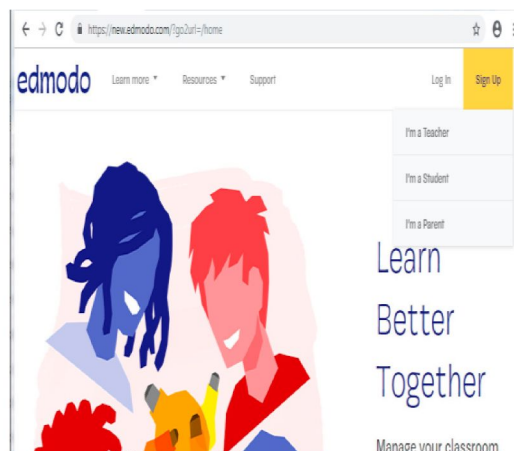 https://new.edmodo.com/?go2url=/home
edmodo Learn more Resources Support Log In Sign Up
I'm a Teacher
I'm a Student
I'm a Parent
Learn
Better
Together
Manage your classroom